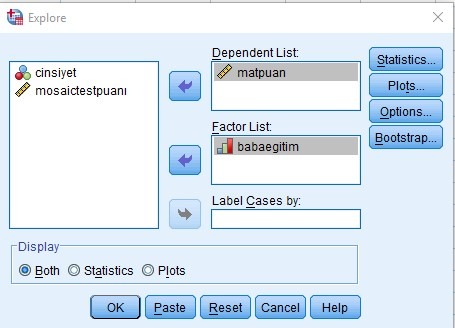 Explore
Dependent List:
cinsiyet
mosaictestpuanı
matpuan
Statistics...
Plots...
Options...
Bootstrap...
Factor List:
babaegitim
Label Cases by:
Display
Both Statistics Plots
OK Paste Reset Cancel Help